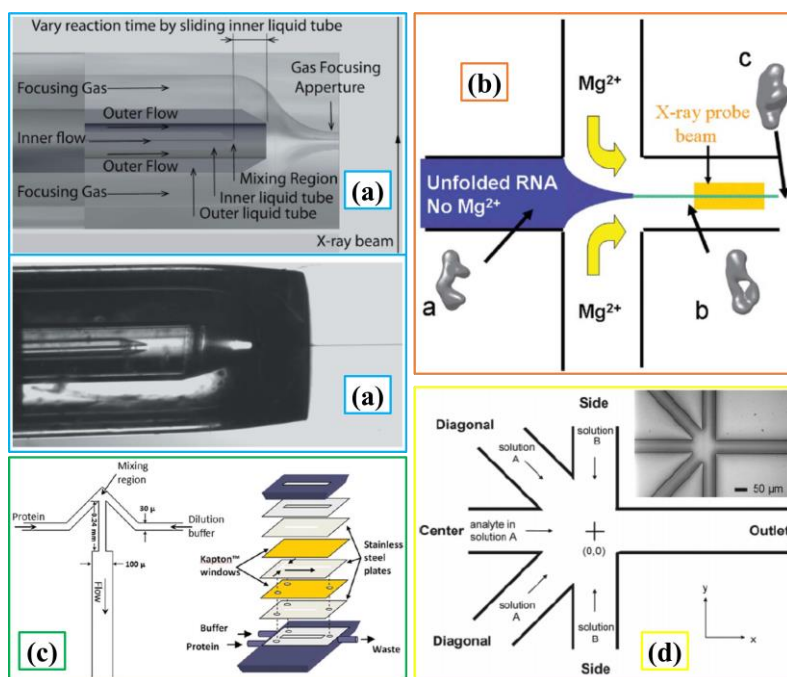 Vary reaction time by sliding inner liquid tube
Gas Focusing
Apperture
Focusing Gas
Outer Flow
Inner flow
Outer Flow
Mixing Region
Inner liquid tube
Outer liquid tube
Focusing Gas
(a)
X-ray beam
(a)
(b)
Mg2+
c
X-ray probe
beam
Unfolded RNA
No Mg2+
a
Mg2+
b
Mixing
region
Protein
30 µ
Dilution
buffer
0.24 mm
100 µ
Flow
Kapton™
windows
Stainless
steel
plates
Buffer
Protein
Waste
(c)
Side
Diagonal
solution
B
solution
A
50 µm
Center
analyte in
solution A
(0,0)
Outlet
solution
A
solution
B
y
x
Diagonal
Side
(d)